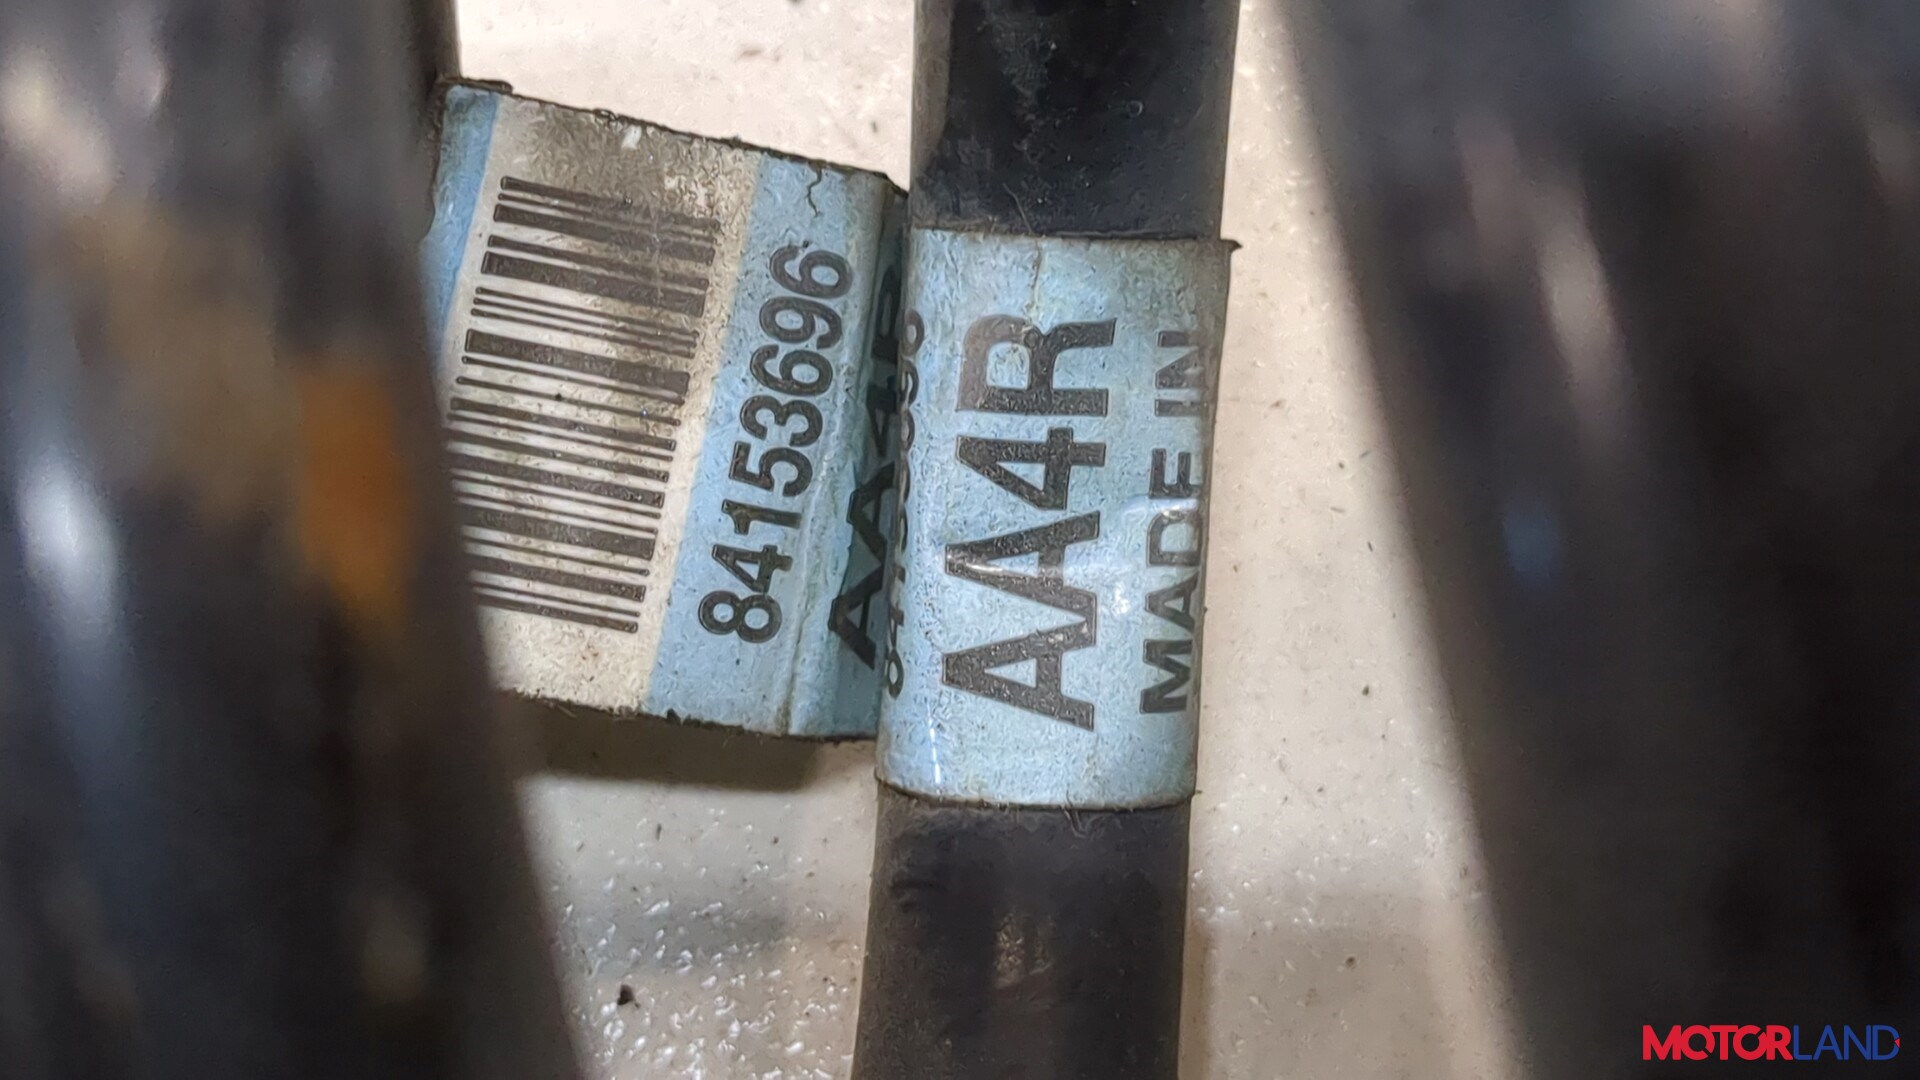 84153696
AA4R
AA4R
MADE IN
MOTORLAND